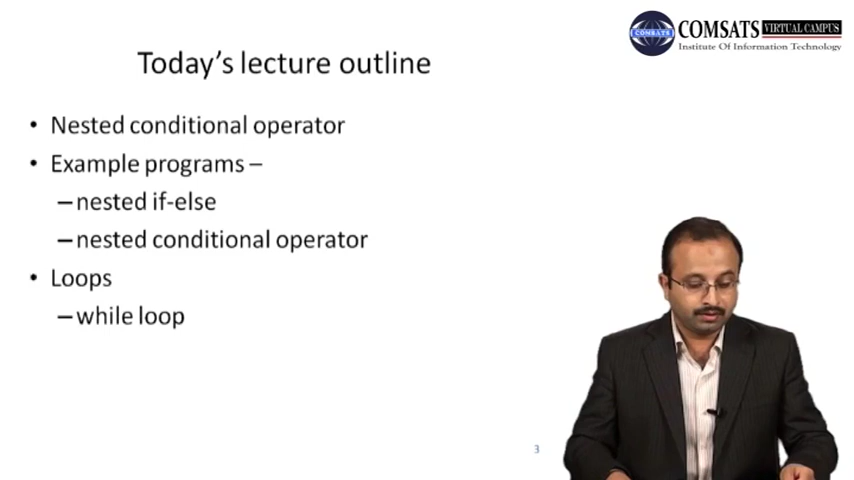 COMSATS VIRTUAL CAMPUS
COMSATS
Institute Of Information Technology
Today's lecture outline
• Nested conditional operator
• Example programs –
– nested if-else
– nested conditional operator
• Loops
– while loop
3